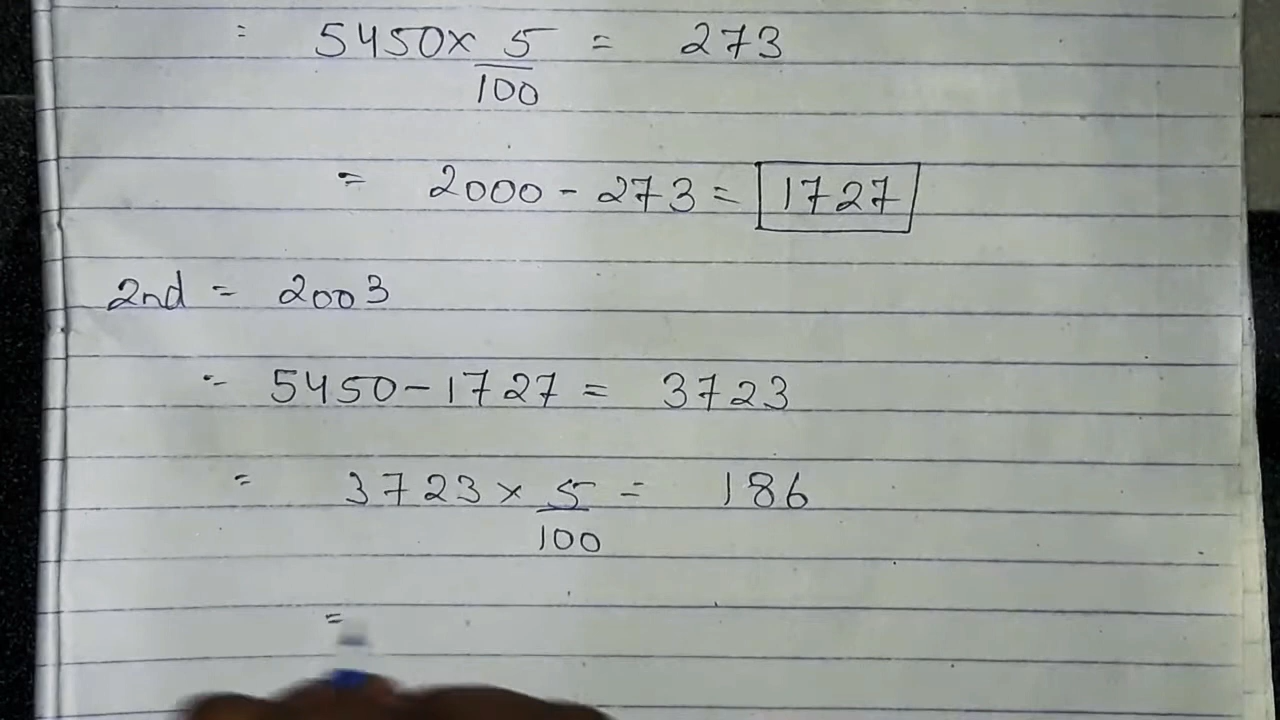 = 5450 × 5/100 = 273
= 2000 - 273 = 1727
2nd = 2003
= 5450 - 1727 = 3723
= 3723 × 5/100 = 186
=